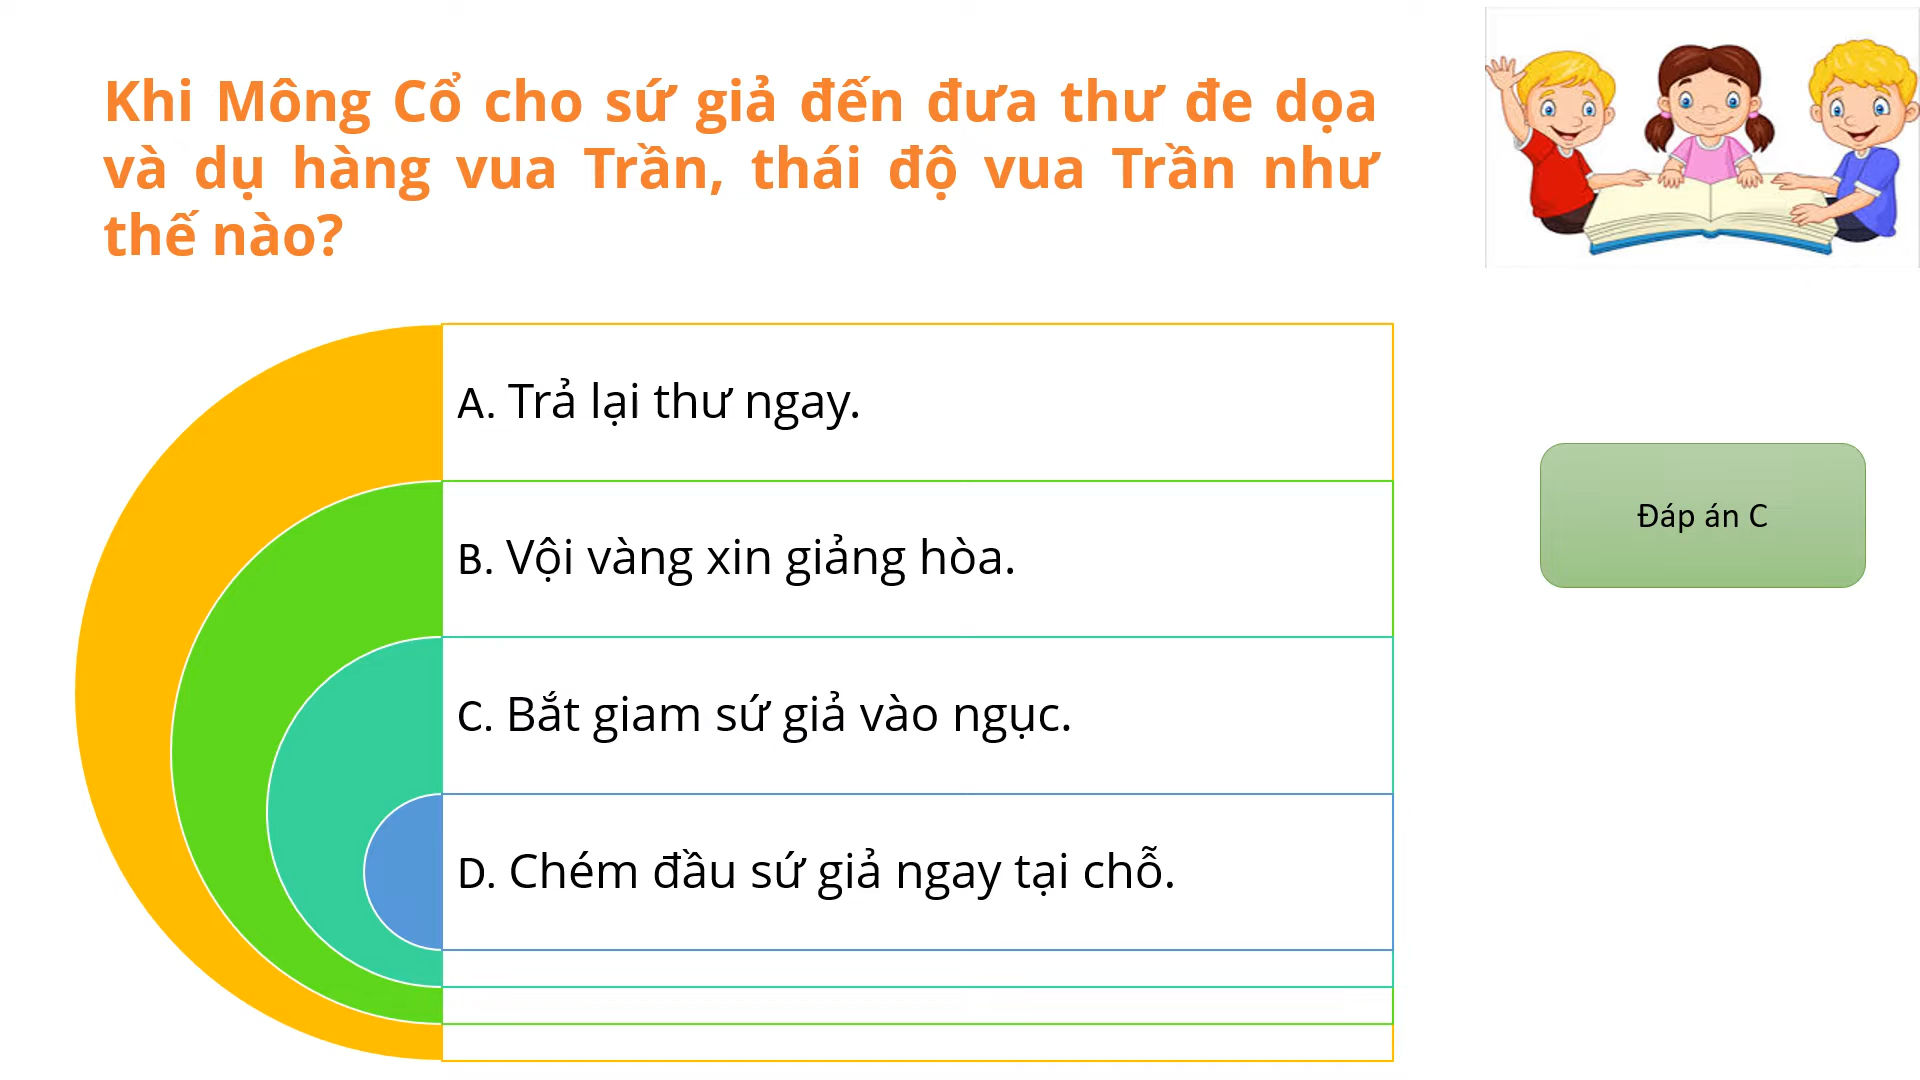 Khi Mông Cổ cho sứ giả đến đưa thư đe dọa
và dụ hàng vua Trần, thái độ vua Trần như
thế nào?
A. Trả lại thư ngay.
B. Vội vàng xin giảng hòa.
C. Bắt giam sứ giả vào ngục.
D. Chém đầu sứ giả ngay tại chỗ.
Đáp án C